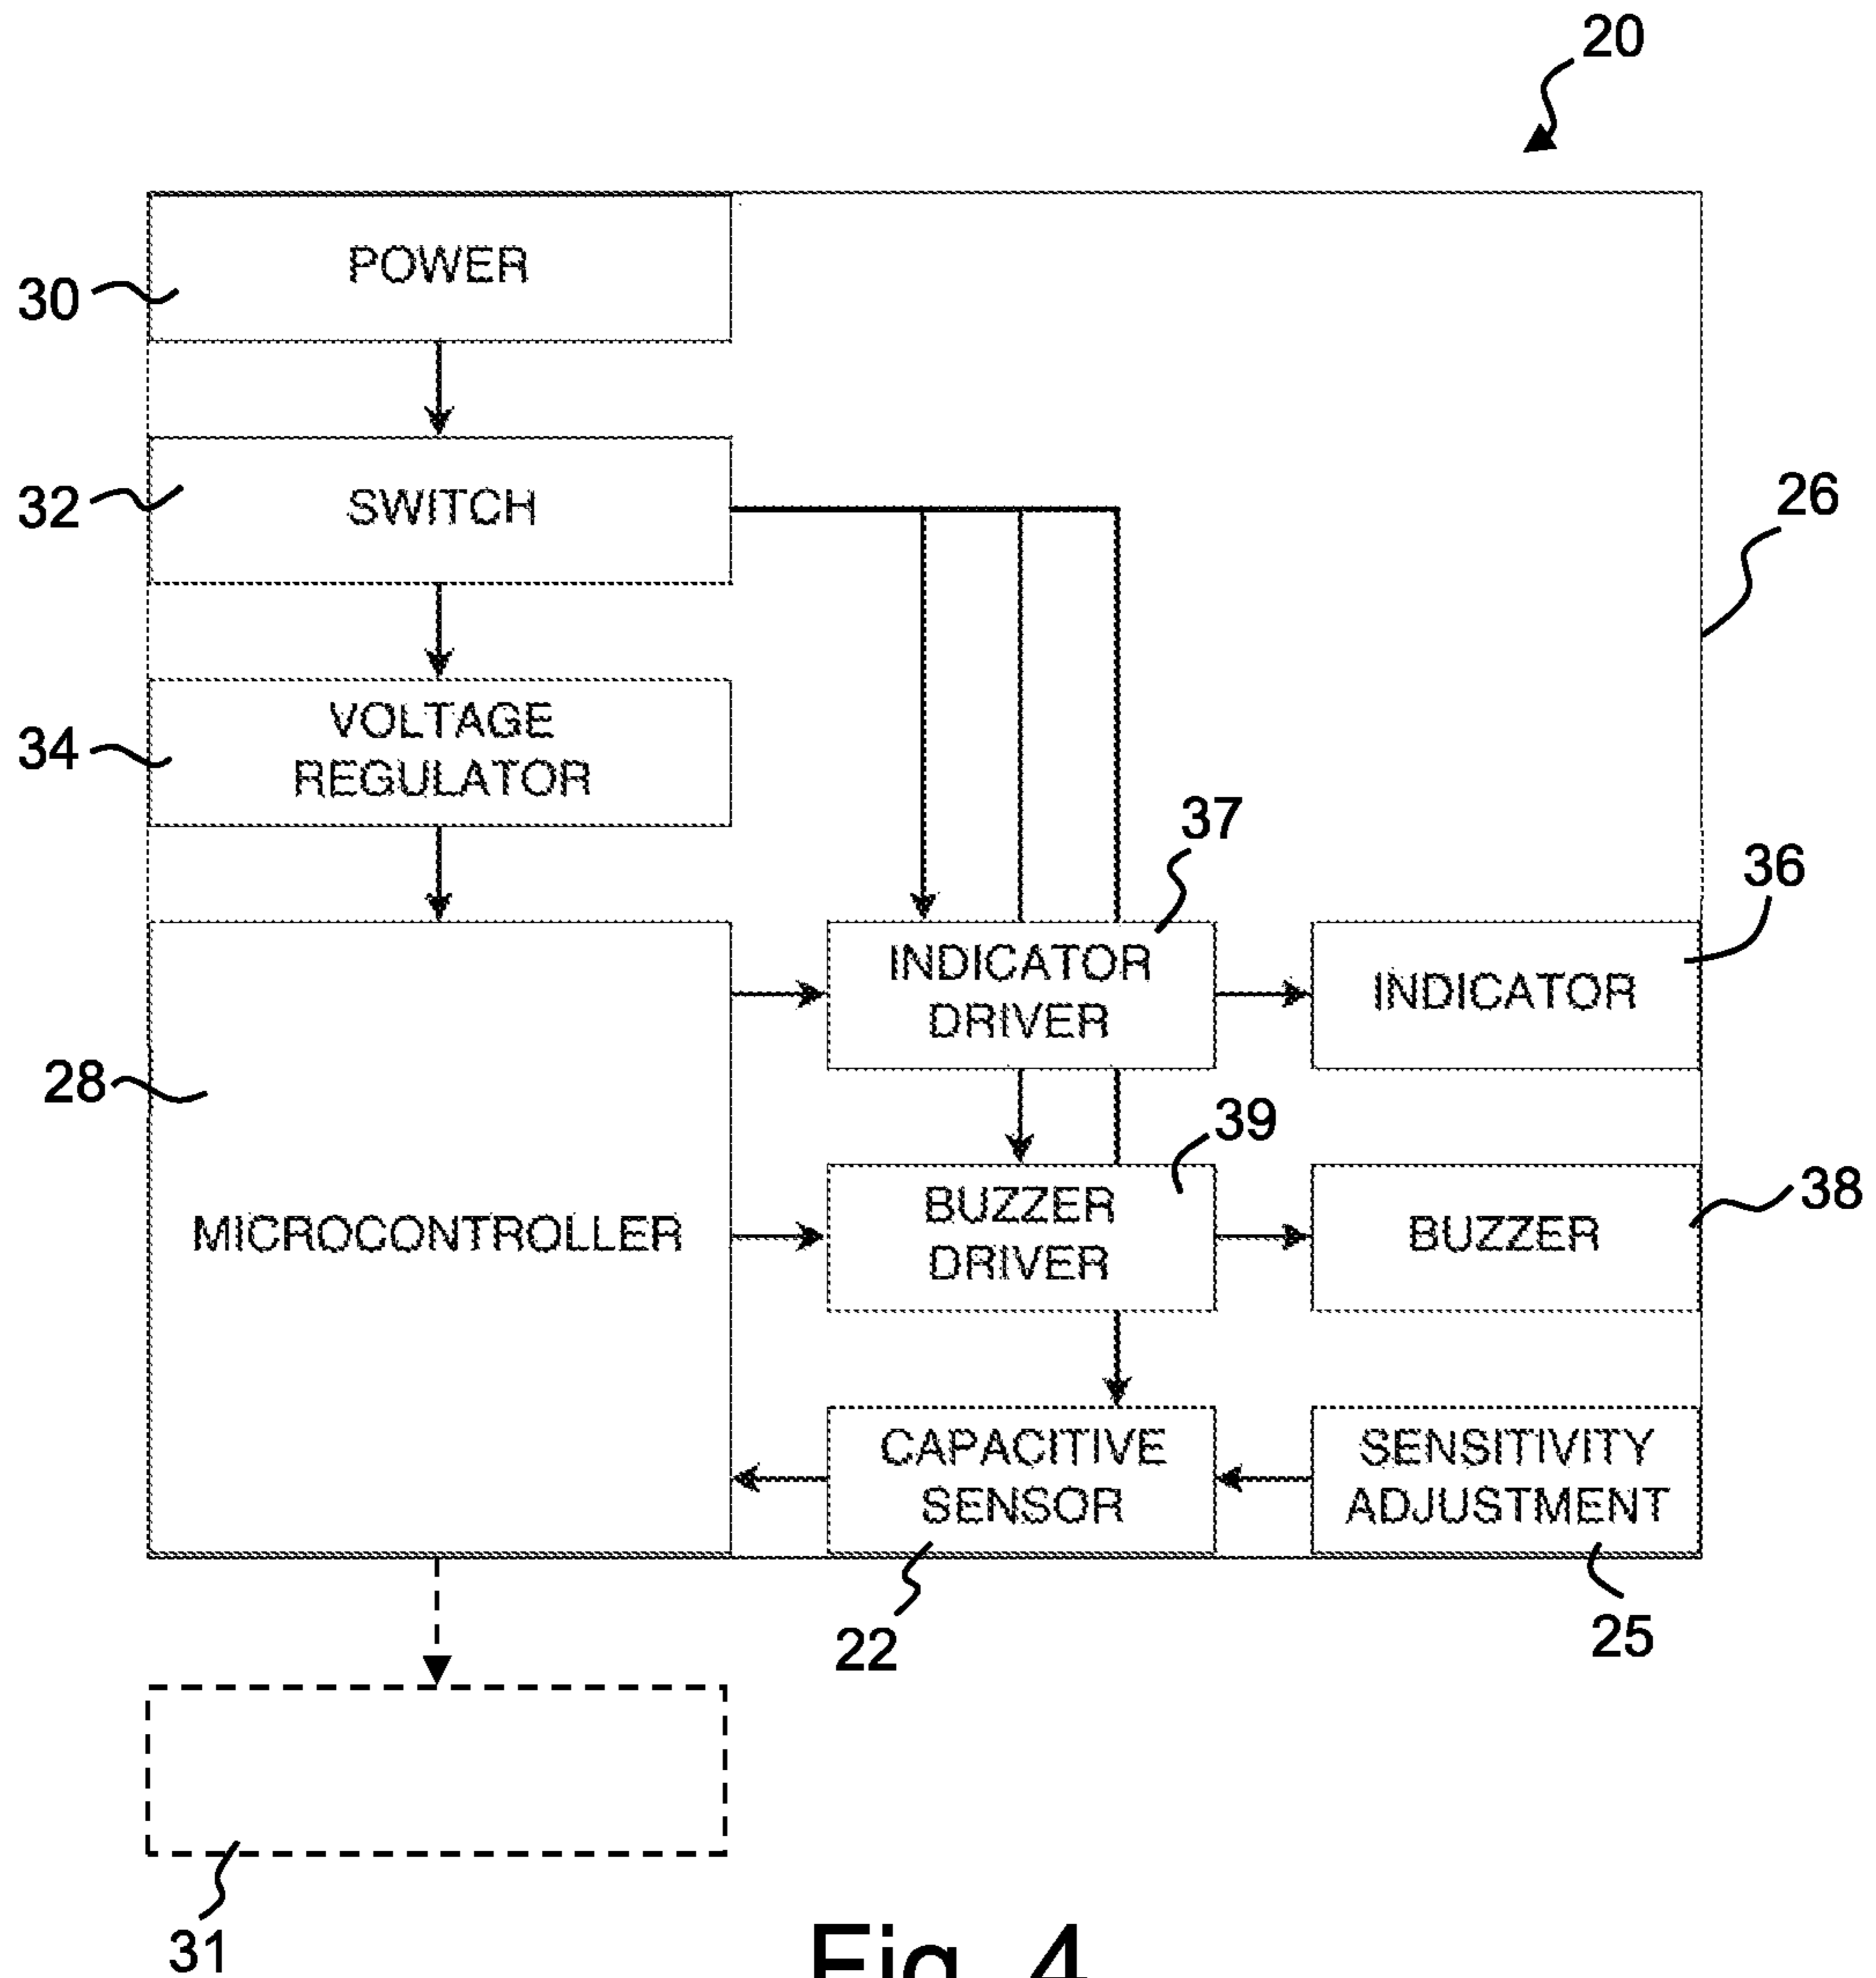 20
POWER
30
SWITCH
32
26
VOLTAGE
REGULATOR
34
37
36
INDICATOR
DRIVER
INDICATOR
28
39
38
MICROCONTROLLER
BUZZER
DRIVER
BUZZER
CAPACITIVE
SENSOR
SENSITIVITY
ADJUSTMENT
22
25
31
Fig. 4